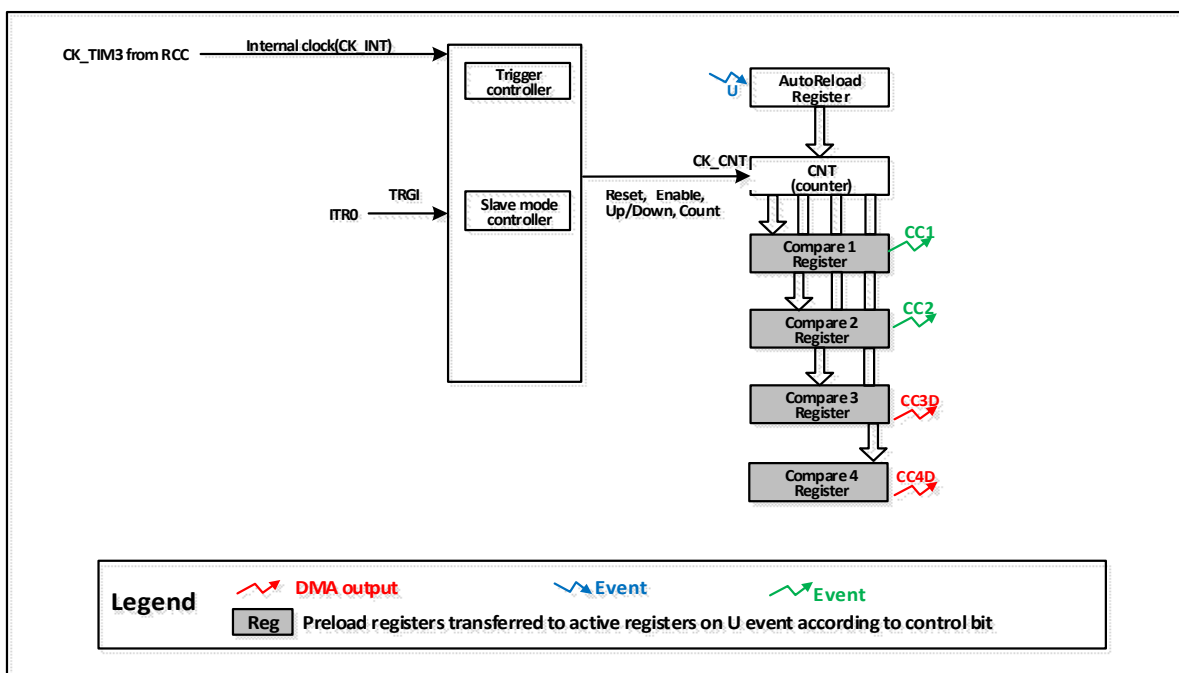 CK_TIM3 from RCC
Internal clock(CK_INT)
Trigger
controller
U
AutoReload
Register
CK_CNT
CNT
(counter)
Reset, Enable,
Up/Down, Count
TRGI
ITR0
Slave mode
controller
Compare 1
Register
CC1
Compare 2
Register
CC2
Compare 3
Register
CC3D
Compare 4
Register
CC4D
Legend
DMA output
Event
Event
Reg
Preload registers transferred to active registers on U event according to control bit